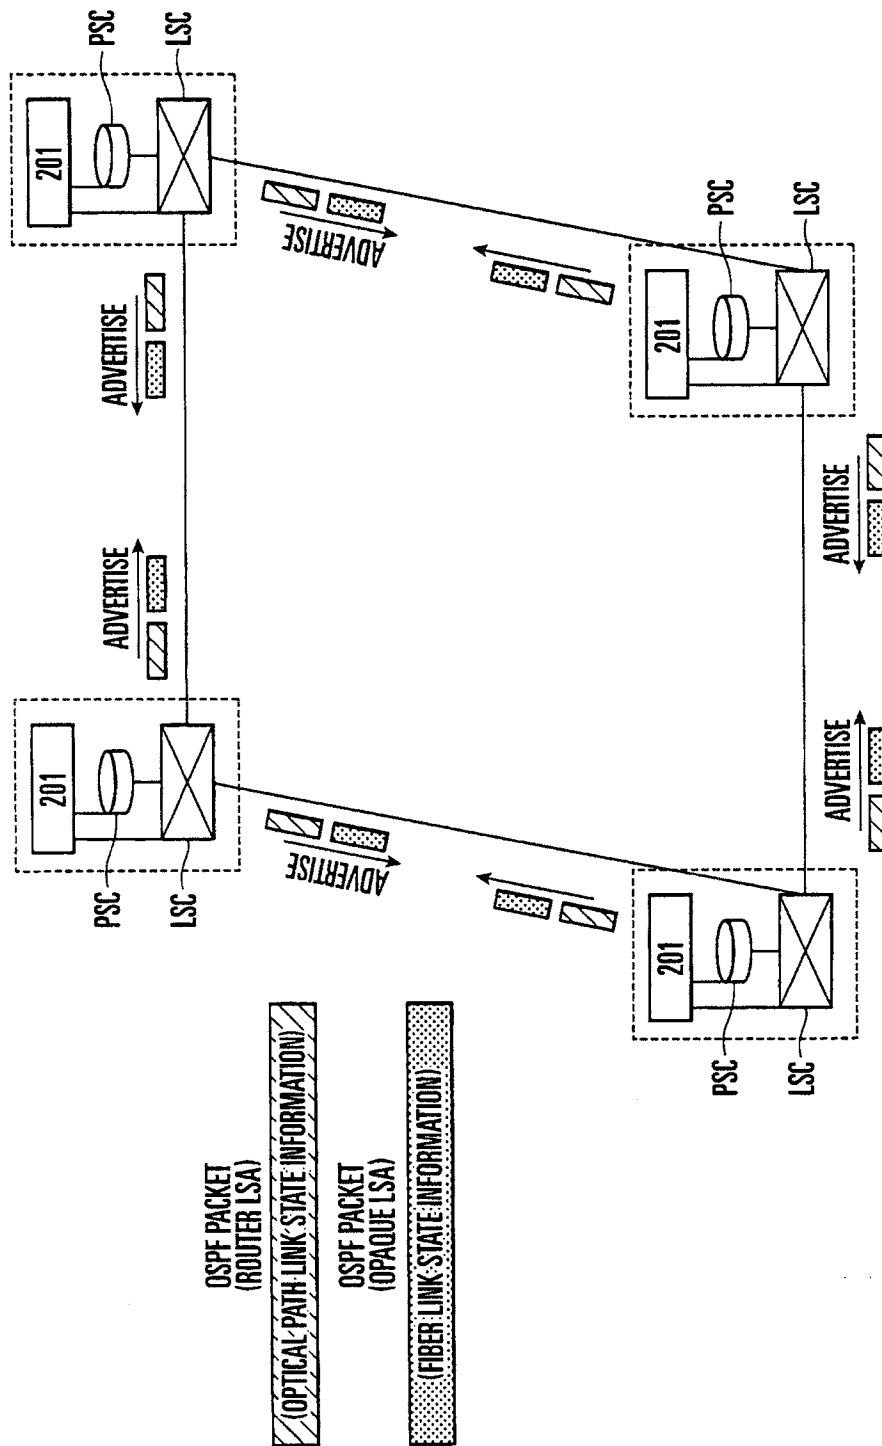 201
PSC
LSC
ADVERTISE
ADVERTISE
201
PSC
LSC
OSPF PACKET
(ROUTER LSA)
(OPTICAL PATH LINK STATE INFORMATION)
OSPF PACKET
(OPAQUE LSA)
(FIBER LINK STATE INFORMATION)
ADVERTISE
ADVERTISE
201
PSC
LSC
201
PSC
LSC
ADVERTISE
ADVERTISE